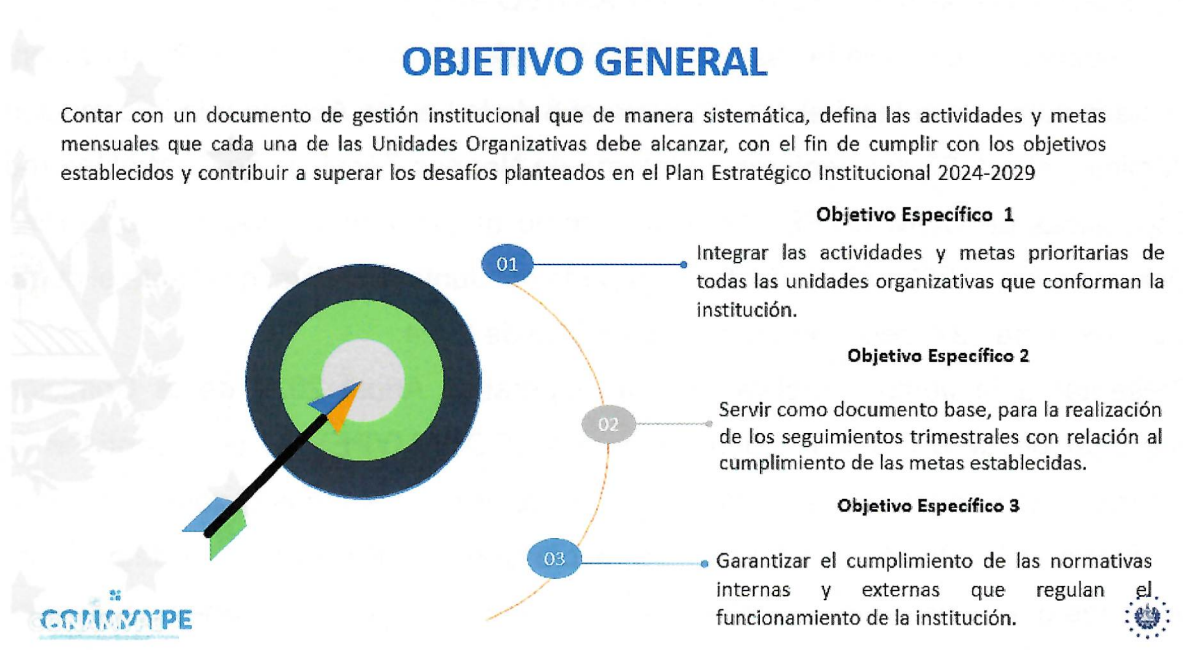 OBJETIVO GENERAL
Contar con un documento de gestión institucional que de manera sistemática, defina las actividades y metas
mensuales que cada una de las Unidades Organizativas debe alcanzar, con el fin de cumplir con los objetivos
establecidos y contribuir a superar los desafíos planteados en el Plan Estratégico Institucional 2024-2029
Objetivo Específico 1
01
Integrar las actividades y metas prioritarias de
todas las unidades organizativas que conforman la
institución.
Objetivo Específico 2
02
Servir como documento base, para la realización
de los seguimientos trimestrales con relación al
cumplimiento de las metas establecidas.
Objetivo Específico 3
03
Garantizar el cumplimiento de las normativas
internas y externas que regulan el
funcionamiento de la institución.
CONAMYPE